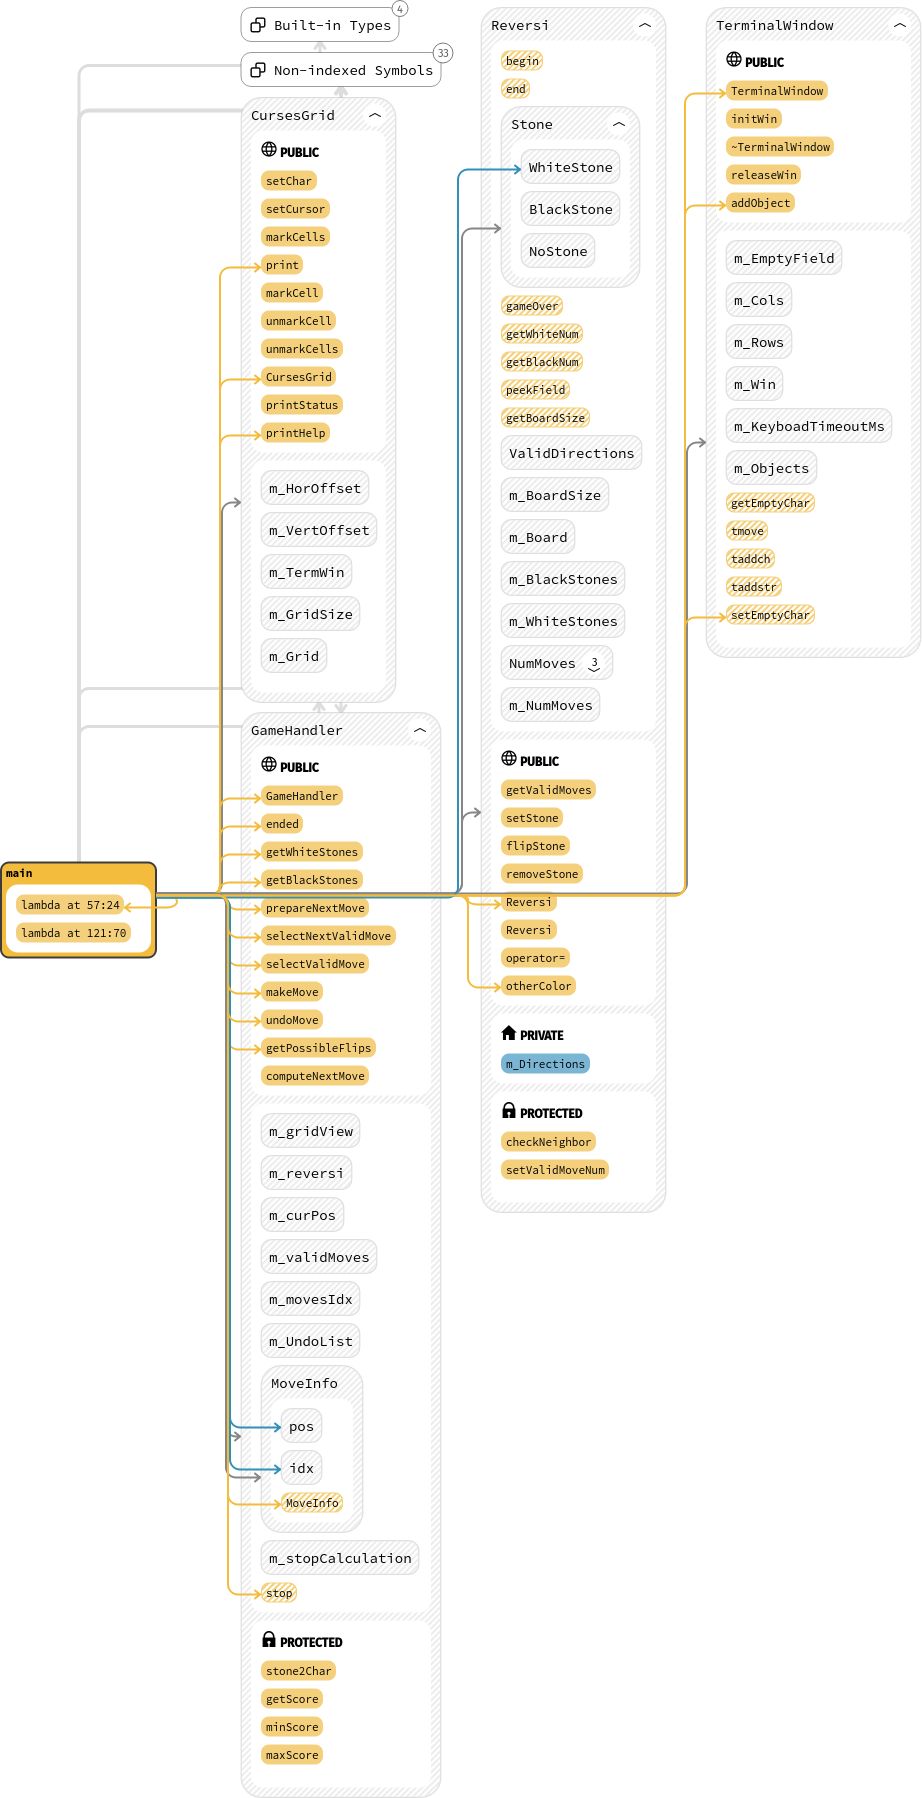 Built-in Types
4
Non-indexed Symbols
33
CursesGrid
PUBLIC
setChar
setCursor
markCells
print
markCell
unmarkCell
unmarkCells
CursesGrid
printStatus
printHelp
m_HorOffset
m_VertOffset
m_TermWin
m_GridSize
m_Grid
GameHandler
PUBLIC
GameHandler
ended
getWhiteStones
getBlackStones
prepareNextMove
selectNextValidMove
selectValidMove
makeMove
undoMove
getPossibleFlips
computeNextMove
m_gridView
m_reversi
m_curPos
m_validMoves
m_movesIdx
m_UndoList
MoveInfo
pos
idx
MoveInfo
m_stopCalculation
stop
PROTECTED
stone2Char
getScore
minScore
maxScore
main
lambda at 57:24
lambda at 121:70
Reversi
begin
end
Stone
WhiteStone
BlackStone
NoStone
gameOver
getWhiteNum
getBlackNum
peekField
getBoardSize
ValidDirections
m_BoardSize
m_Board
m_BlackStones
m_WhiteStones
NumMoves 3
m_NumMoves
PUBLIC
getValidMoves
setStone
flipStone
removeStone
Reversi
Reversi
operator=
otherColor
PRIVATE
m_Directions
PROTECTED
checkNeighbor
setValidMoveNum
TerminalWindow
PUBLIC
TerminalWindow
initWin
~TerminalWindow
releaseWin
addObject
m_EmptyField
m_Cols
m_Rows
m_Win
m_KeyboadTimeoutMs
m_Objects
getEmptyChar
tmove
taddch
taddstr
setEmptyChar